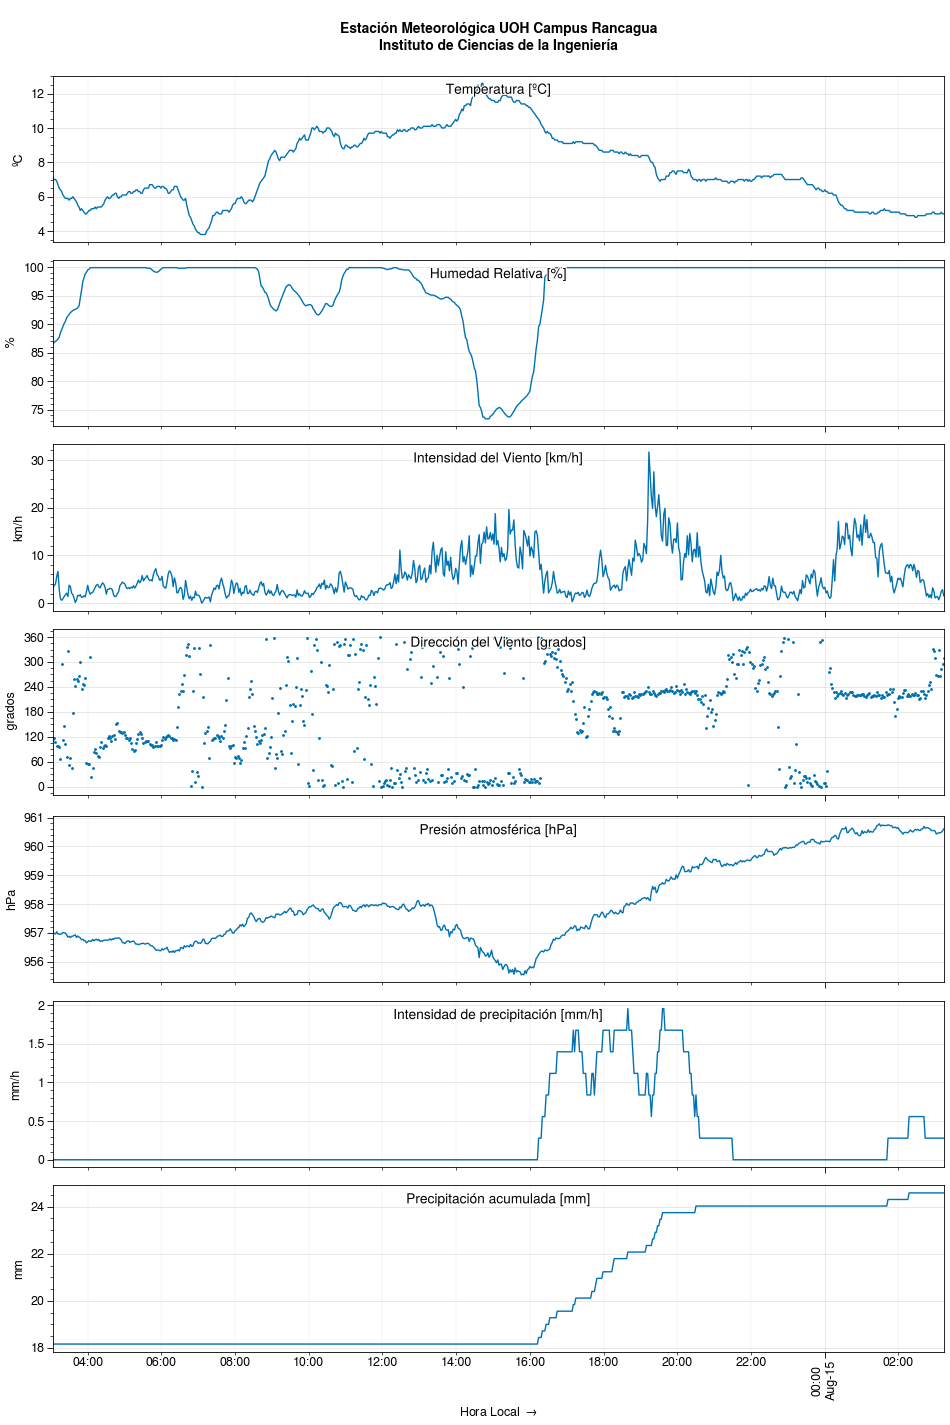 Estación Meteorológica UOH Campus Rancagua
Instituto de Ciencias de la Ingeniería
Temperatura [ºC]
ºC
12
10
8
6
4
Humedad Relativa [%]
%
100
95
90
85
80
75
Intensidad del Viento [km/h]
km/h
30
20
10
0
Dirección del Viento [grados]
grados
360
300
240
180
120
60
0
Presión atmosférica [hPa]
hPa
961
960
959
958
957
956
Intensidad de precipitación [mm/h]
mm/h
2
1.5
1
0.5
0
Precipitación acumulada [mm]
mm
24
22
20
18
04:00 06:00 08:00 10:00 12:00 14:00 16:00 18:00 20:00 22:00 00:00 02:00
Aug-15
Hora Local →